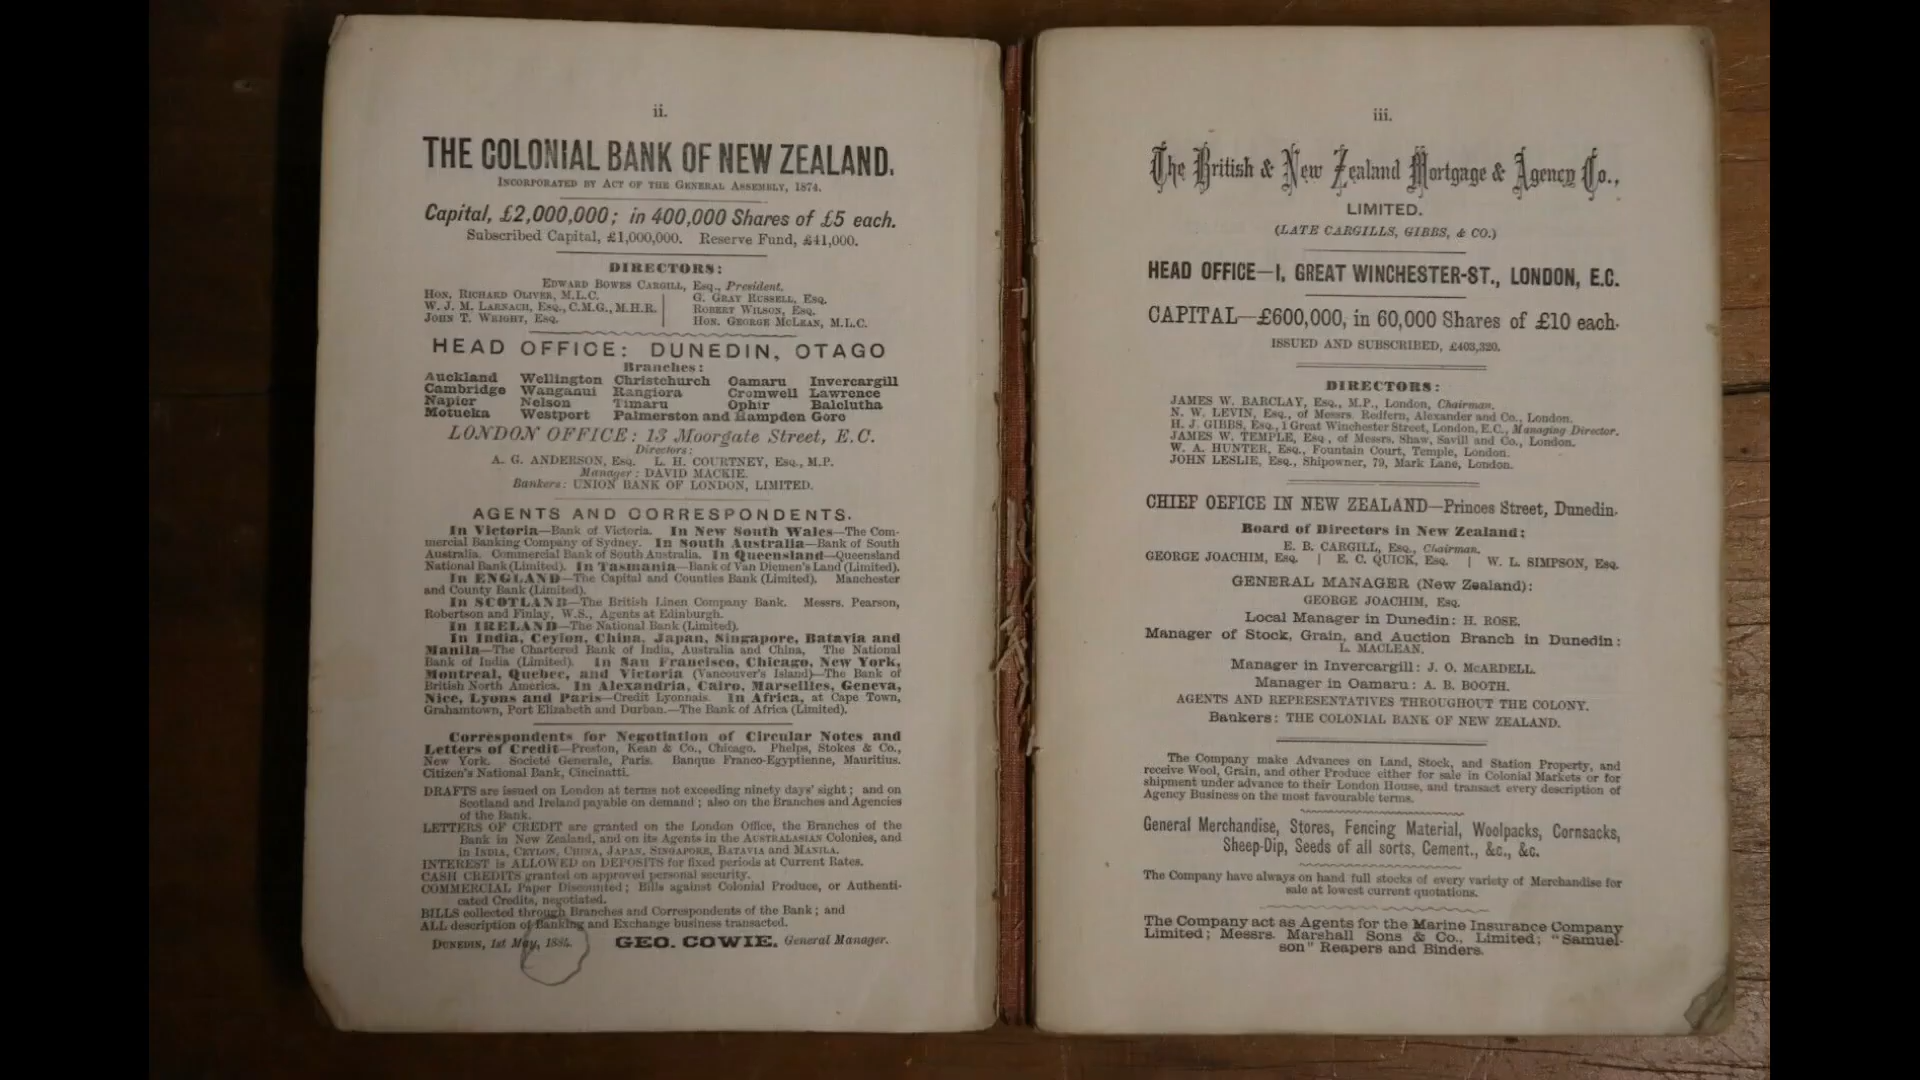 ii.
THE COLONIAL BANK OF NEW ZEALAND.
INCORPORATED BY ACT OF THE GENERAL ASSEMBLY, 1874.
Capital, £2,000,000; in 400,000 Shares of £5 each.
Subscribed Capital, £1,000,000. Reserve Fund, £41,000.
DIRECTORS:
EDWARD BOWES CARGILL, Esq., President.
HON. RICHARD OLIVER, M.L.C.
W. J. M. LARNACH, ESQ., C.M.G., M.H.R.
JOHN T. WRIGHT, ESQ.
G. GRAY RUSSELL, ESQ.
ROBERT WILSON, ESQ.
HON. GEORGE MCLEAN, M.L.C.
HEAD OFFICE: DUNEDIN, OTAGO
Branches:
Auckland Wellington Christchurch Oamaru Invercargill
Cambridge Wanganui Rangiora Cromwell Lawrence
Napier Nelson Timaru Ophir Balclutha
Motueka Westport Palmerston and Hampden Gore
LONDON OFFICE: 13 Moorgate Street, E.C.
Directors:
A. G. ANDERSON, ESQ. L. H. COURTNEY, ESQ., M.P.
Manager: DAVID MACKIE.
Bankers: UNION BANK OF LONDON, LIMITED.
AGENTS AND CORRESPONDENTS.
In Victoria—Bank of Victoria. In New South Wales—The Com-
mercial Banking Company of Sydney. In South Australia—Bank of South
Australia. Commercial Bank of South Australia. In Queensland—Queensland
National Bank (Limited). In Tasmania—Bank of Van Diemen's Land (Limited).
In ENGLAND—The Capital and Counties Bank (Limited). Manchester
and County Bank (Limited).
In SCOTLAND—The British Linen Company Bank. Messrs. Pearson,
Robertson and Finlay, W.S., Agents at Edinburgh.
In IRELAND—The National Bank (Limited).
In India, Ceylon, China, Japan, Singapore, Batavia and
Manila—The Chartered Bank of India, Australia and China, The National
Bank of India (Limited). In San Francisco, Chicago, New York,
Montreal, Quebec, and Victoria (Vancouver's Island)—The Bank of
British North America. In Alexandria, Cairo, Marseilles, Geneva,
Nice, Lyons and Paris—Credit Lyonnais. In Africa, at Cape Town,
Grahamtown, Port Elizabeth and Durban.—The Bank of Africa (Limited).
Correspondents for Negotiation of Circular Notes and
Letters of Credit—Preston, Kean & Co., Chicago. Phelps, Stokes & Co.,
New York. Societé Generale, Paris. Banque Franco-Egyptienne, Mauritius.
Citizen's National Bank, Cincinatti.
DRAFTS are issued on London at terms not exceeding ninety days' sight; and on
Scotland and Ireland payable on demand; also on the Branches and Agencies
of the Bank.
LETTERS OF CREDIT are granted on the London Office, the Branches of the
Bank in New Zealand, and on its Agents in the AUSTRALASIAN Colonies, and
in INDIA, CEYLON, CHINA, JAPAN, SINGAPORE, BATAVIA and MANILA.
INTEREST is ALLOWED on DEPOSITS for fixed periods at Current Rates.
CASH CREDITS granted on approved personal security.
COMMERCIAL Paper Discounted; Bills against Colonial Produce, or Authenti-
cated Credits, negotiated.
BILLS collected through Branches and Correspondents of the Bank; and
ALL description of Banking and Exchange business transacted.
DUNEDIN, 1st May, 1884. GEO. COWIE, General Manager.
iii.
The British & New Zealand Mortgage & Agency Co.,
LIMITED.
(LATE CARGILLS, GIBBS, & CO.)
HEAD OFFICE—1, GREAT WINCHESTER-ST., LONDON, E.C.
CAPITAL—£600,000, in 60,000 Shares of £10 each.
ISSUED AND SUBSCRIBED, £403,320.
DIRECTORS:
JAMES W. BARCLAY, Esq., M.P., London, Chairman.
N. W. LEVIN, Esq., of Messrs. Redfern, Alexander and Co., London.
H. J. GIBBS, Esq., 1 Great Winchester Street, London, E.C., Managing Director.
JAMES W. TEMPLE, Esq., of Messrs. Shaw, Savill and Co., London.
W. A. HUNTER, Esq., Fountain Court, Temple, London.
JOHN LESLIE, Esq., Shipowner, 79, Mark Lane, London.
CHIEF OEFICE IN NEW ZEALAND—Princes Street, Dunedin.
Board of Directors in New Zealand:
E. B. CARGILL, Esq., Chairman.
GEORGE JOACHIM, Esq. | E. C. QUICK, Esq. | W. L. SIMPSON, Esq.
GENERAL MANAGER (New Zealand):
GEORGE JOACHIM, Esq.
Local Manager in Dunedin: H. ROSE.
Manager of Stock, Grain, and Auction Branch in Dunedin:
L. MACLEAN.
Manager in Invercargill: J. O. McARDELL.
Manager in Oamaru: A. B. BOOTH.
AGENTS AND REPRESENTATIVES THROUGHOUT THE COLONY.
Bankers: THE COLONIAL BANK OF NEW ZEALAND.
The Company make Advances on Land, Stock, and Station Property, and
receive Wool, Grain, and other Produce either for sale in Colonial Markets or for
shipment under advance to their London House, and transact every description of
Agency Business on the most favourable terms.
General Merchandise, Stores, Fencing Material, Woolpacks, Cornsacks,
Sheep-Dip, Seeds of all sorts, Cement., &c., &c.
The Company have always on hand full stocks of every variety of Merchandise for
sale at lowest current quotations.
The Company act as Agents for the Marine Insurance Company
Limited; Messrs. Marshall Sons & Co., Limited; "Samuel-
son" Reapers and Binders.